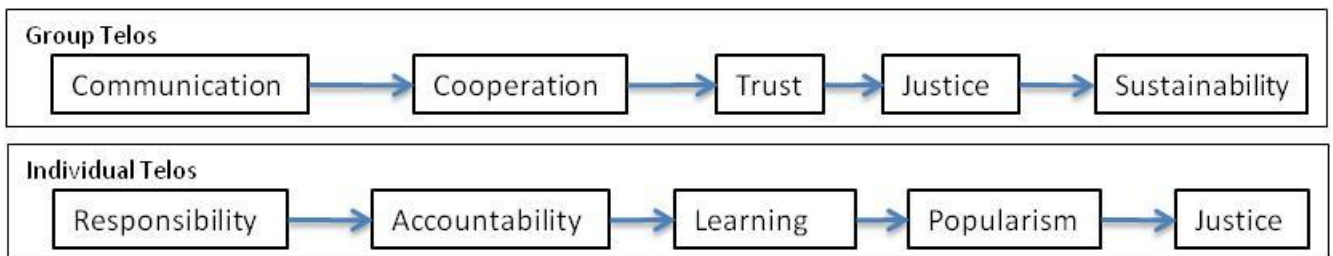 Group Telos
Communication Cooperation Trust Justice Sustainability
Individual Telos
Responsibility Accountability Learning Popularism Justice